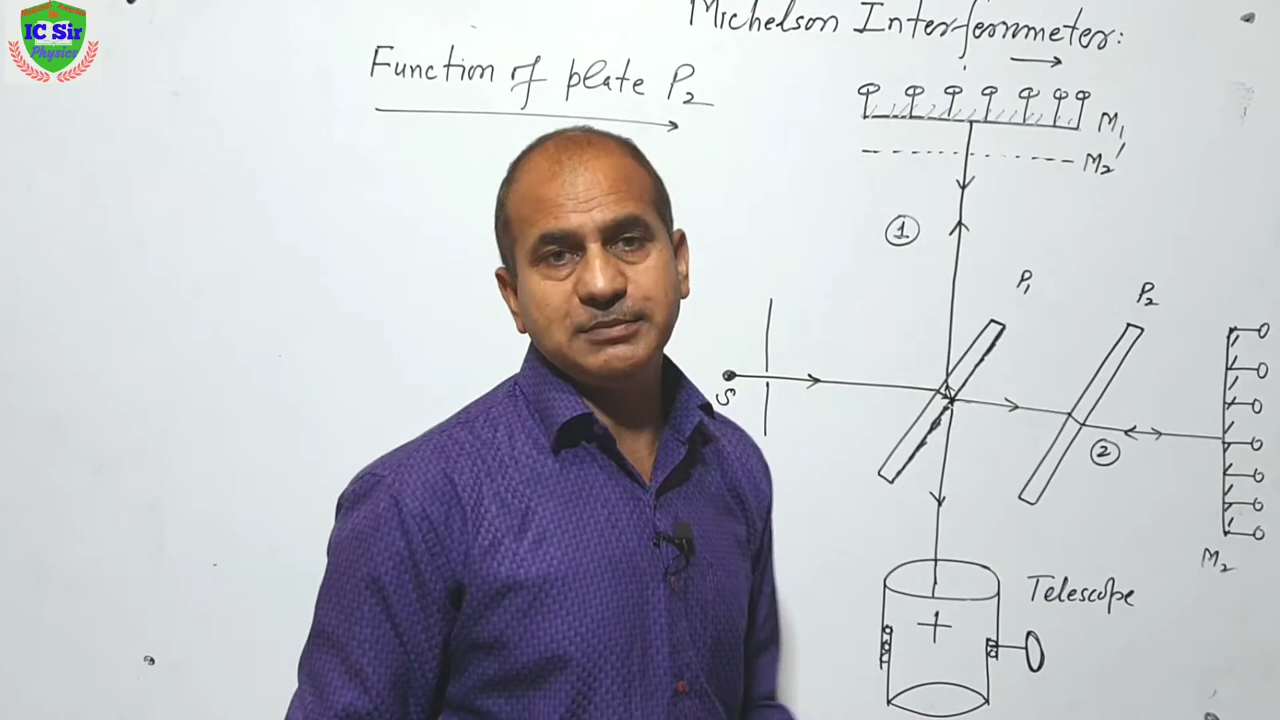 IC Sir
Physics
Michelson Interferometer:
Function of plate P2
M1
M2'
1
P1
P2
S
2
M2
Telescope